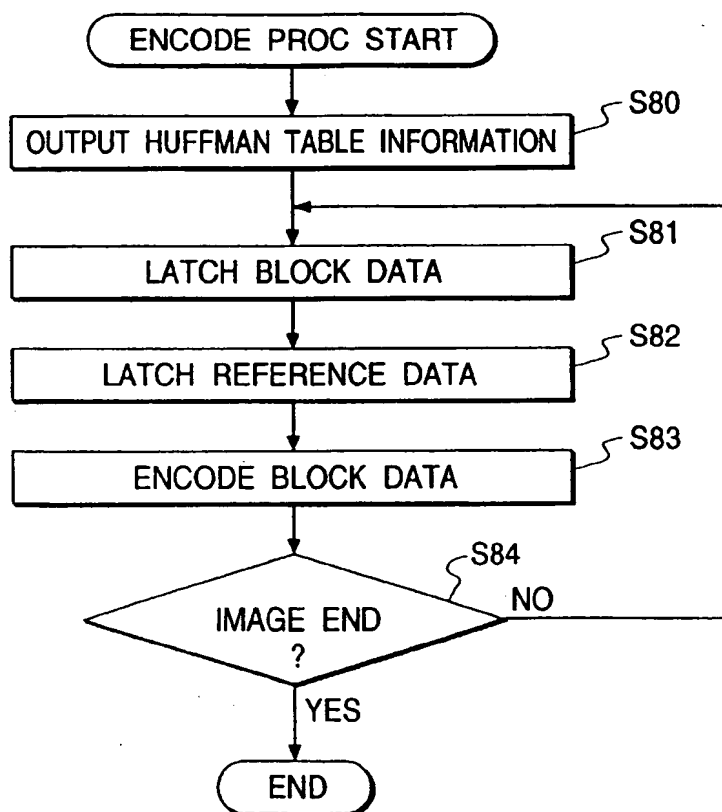 ENCODE PROC START
S80
OUTPUT HUFFMAN TABLE INFORMATION
S81
LATCH BLOCK DATA
S82
LATCH REFERENCE DATA
S83
ENCODE BLOCK DATA
S84
IMAGE END
?
NO
YES
END